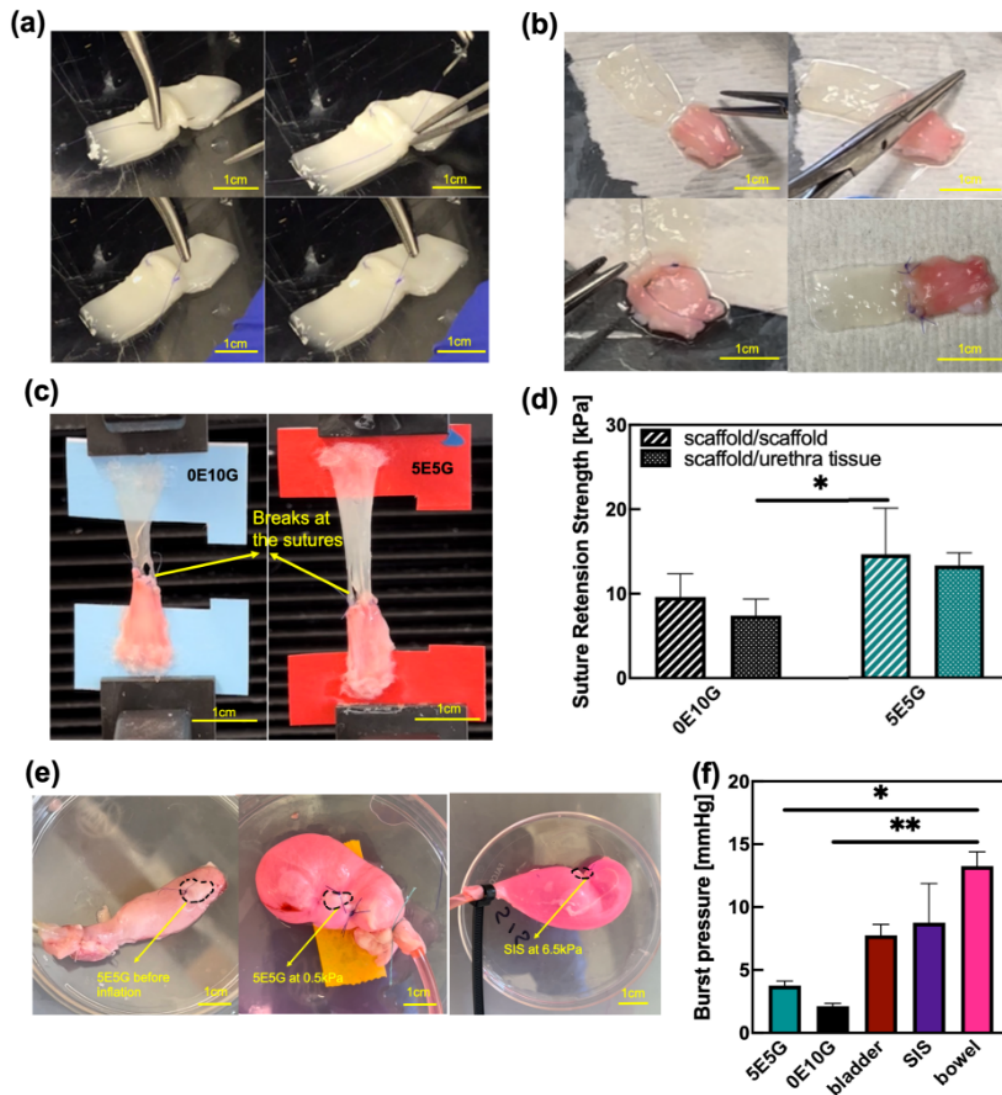 (a)
1cm
1cm
1cm
1cm
(b)
1cm
1cm
1cm
1cm
(c)
0E10G
5E5G
Breaks at
the sutures
1cm
1cm
(d)
Suture Retension Strength [kPa]
30
20
10
0
scaffold/scaffold
scaffold/urethra tissue
*
0E10G
5E5G
(e)
5E5G before
inflation
1cm
5E5G at 0.5kPa
1cm
SIS at 6.5kPa
1cm
(f)
Burst pressure [mmHg]
20
15
10
5
0
*
**
5E5G
0E10G
bladder
SIS
bowel